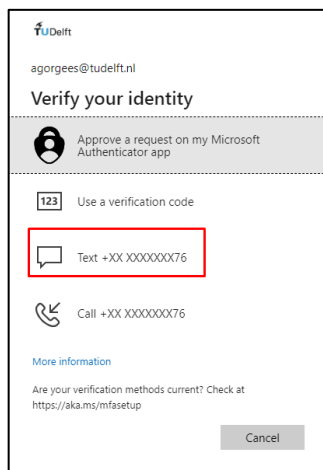 TUDelft
agorgees@tudelft.nl
Verify your identity
Approve a request on my Microsoft
Authenticator app
123 Use a verification code
Text +XX XXXXXXX76
Call +XX XXXXXXX76
More information
Are your verification methods current? Check at
https://aka.ms/mfasetup
Cancel